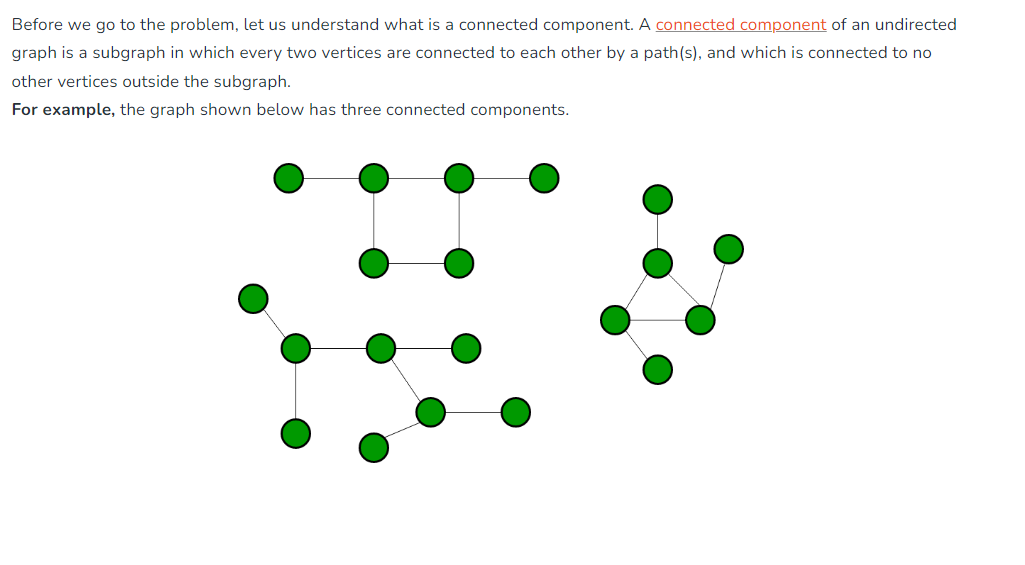 Before we go to the problem, let us understand what is a connected component. A connected component of an undirected
graph is a subgraph in which every two vertices are connected to each other by a path(s), and which is connected to no
other vertices outside the subgraph.
For example, the graph shown below has three connected components.